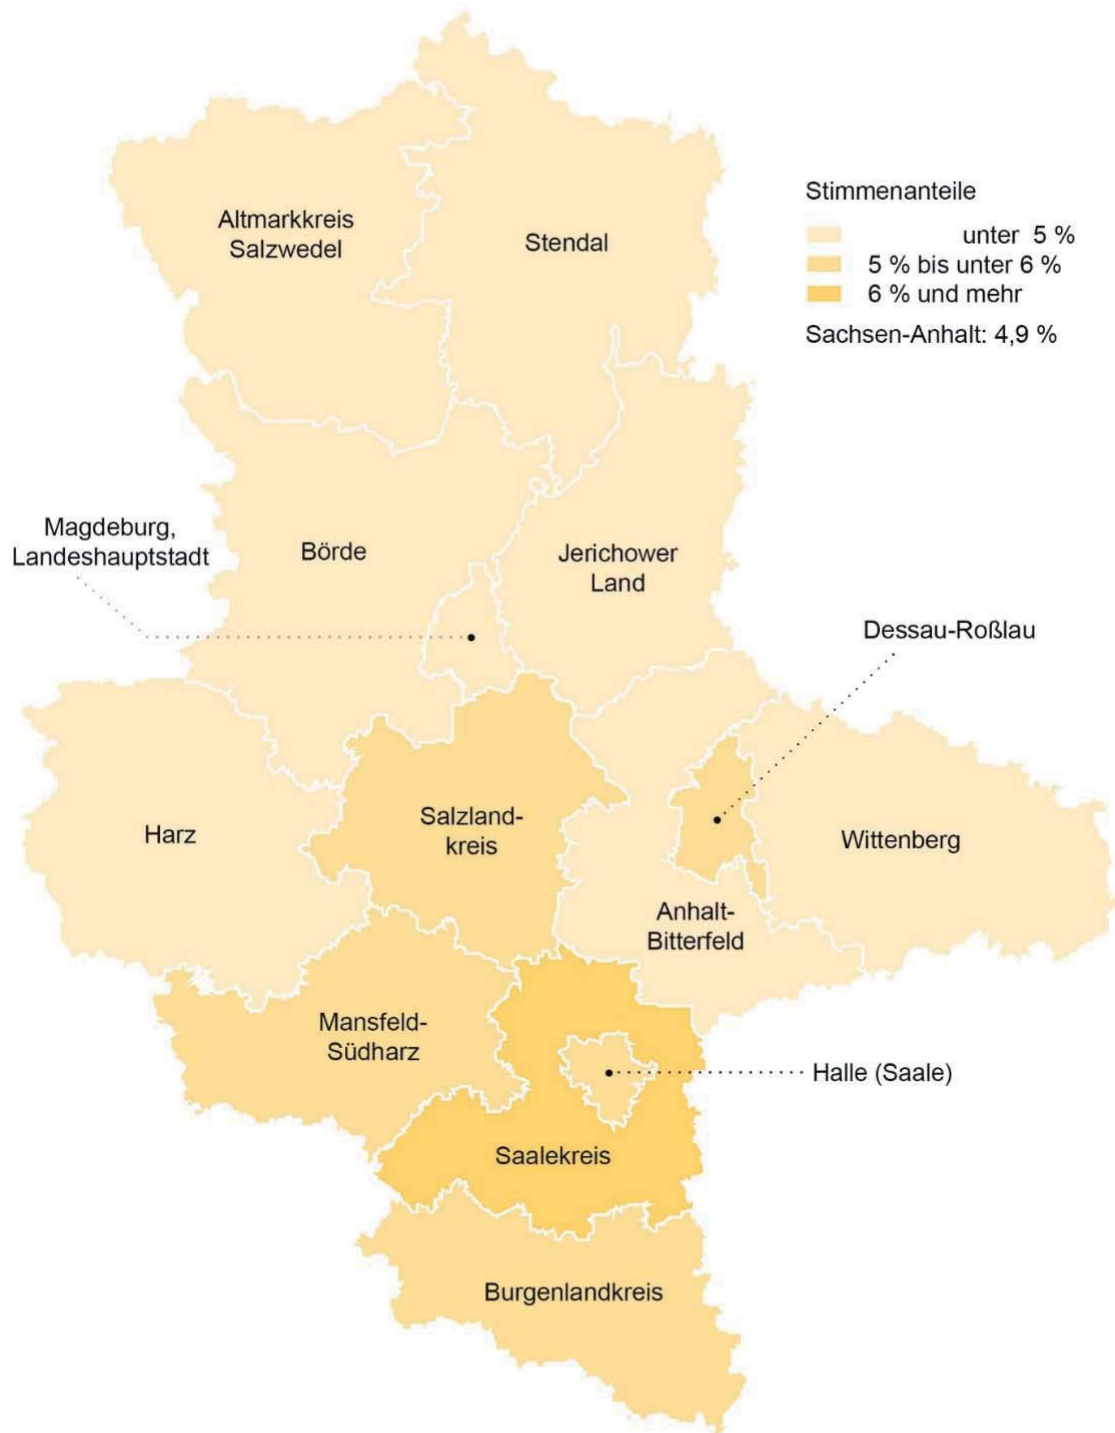 Altmarkkreis
Salzwedel
Stendal
Stimmenanteile
unter 5 %
5 % bis unter 6 %
6 % und mehr
Sachsen-Anhalt: 4,9 %
Magdeburg,
Landeshauptstadt
Börde
Jerichower
Land
Dessau-Roßlau
Harz
Salzland-
kreis
Wittenberg
Anhalt-
Bitterfeld
Mansfeld-
Südharz
Halle (Saale)
Saalekreis
Burgenlandkreis